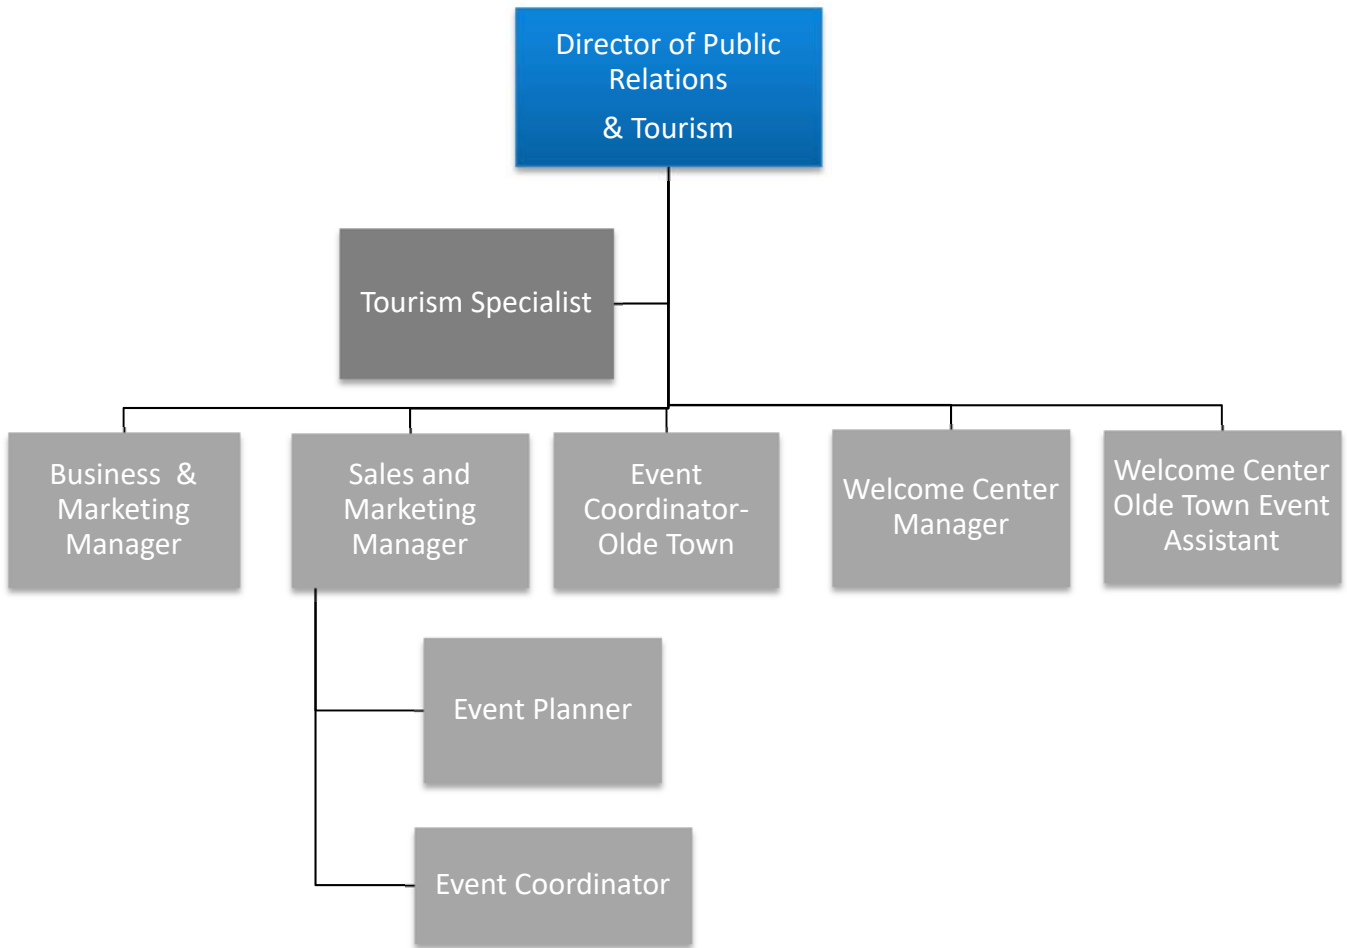 Director of Public
Relations
& Tourism
Tourism Specialist
Business & 
Marketing
Manager
Sales and
Marketing
Manager
Event
Coordinator-
Olde Town
Welcome Center
Manager
Welcome Center
Olde Town Event
Assistant
Event Planner
Event Coordinator